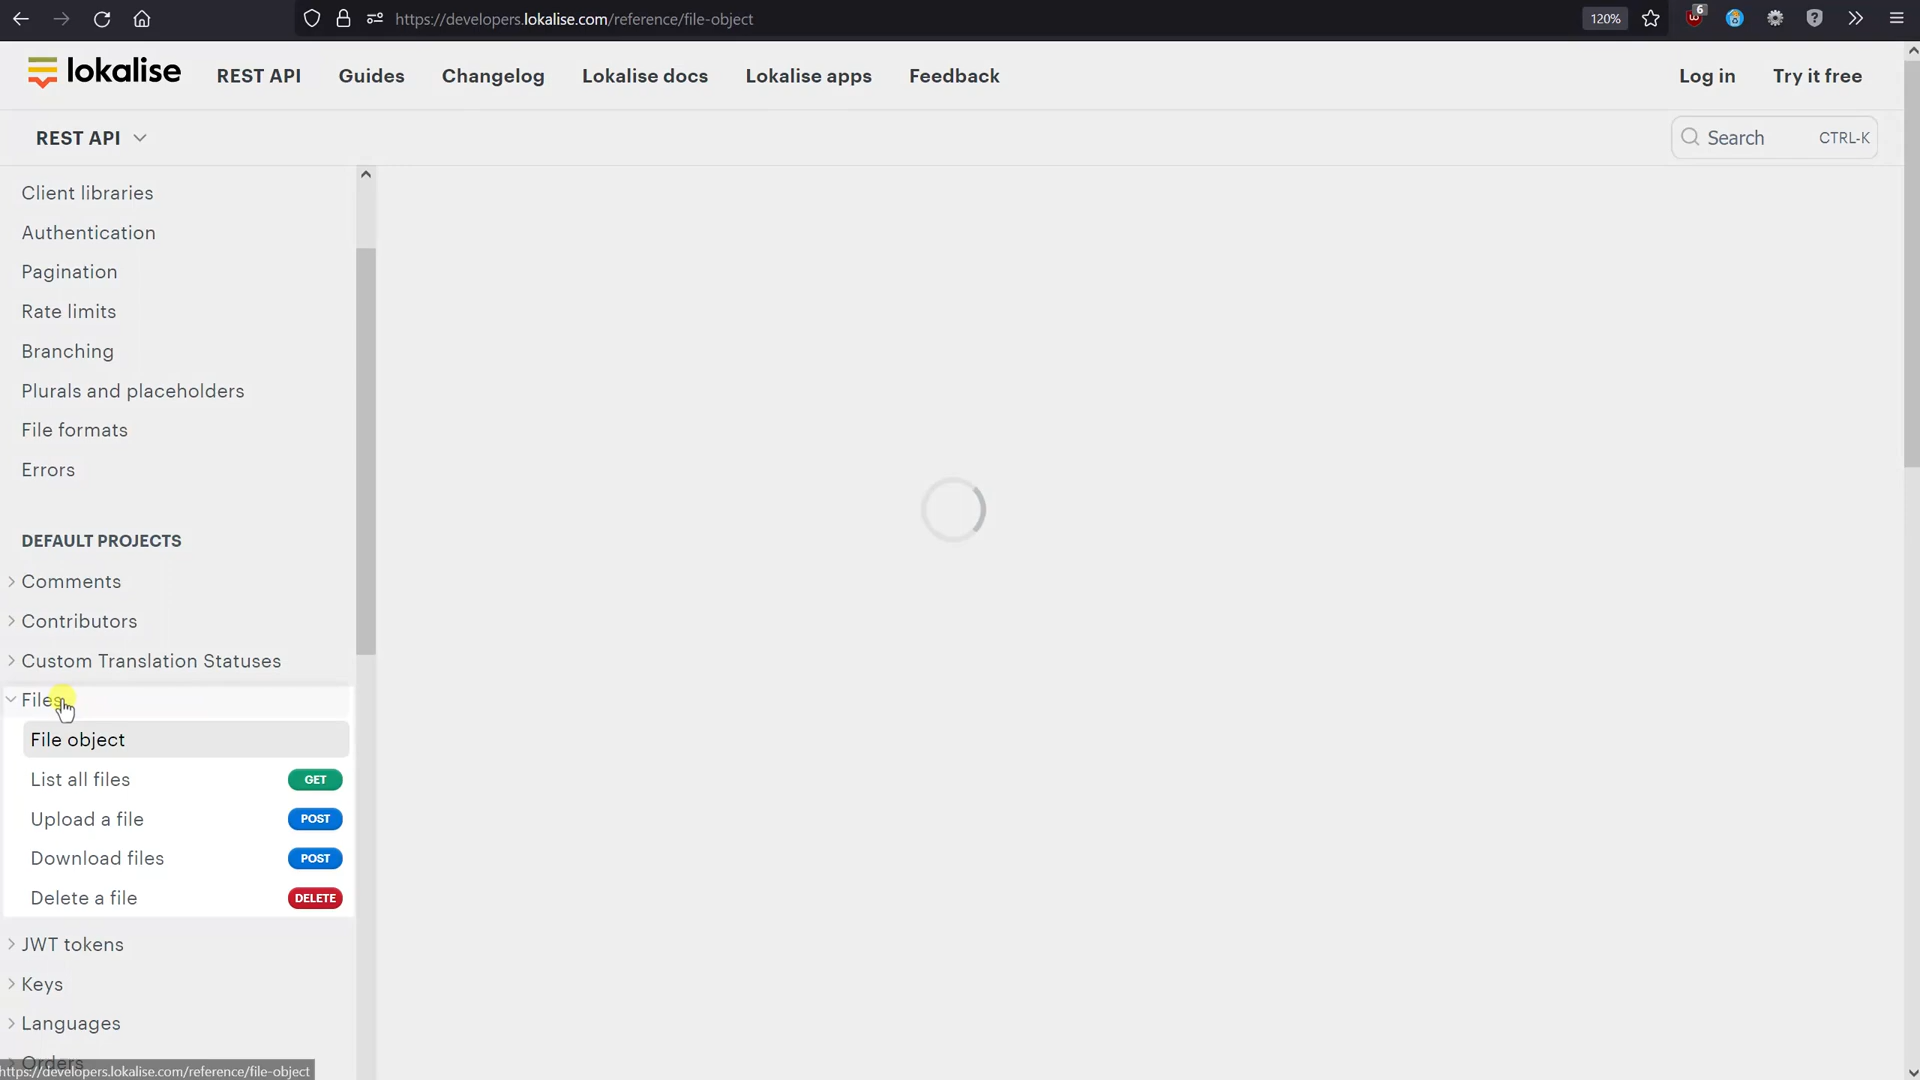 https://developers.lokalise.com/reference/file-object
120%
6
lokalise
REST API
Guides
Changelog
Lokalise docs
Lokalise apps
Feedback
Log in
Try it free
REST API
Search
CTRL-K
Client libraries
Authentication
Pagination
Rate limits
Branching
Plurals and placeholders
File formats
Errors
DEFAULT PROJECTS
Comments
Contributors
Custom Translation Statuses
Files
File object
List all files
GET
Upload a file
POST
Download files
POST
Delete a file
DELETE
JWT tokens
Keys
Languages
Orders
https://developers.lokalise.com/reference/file-object